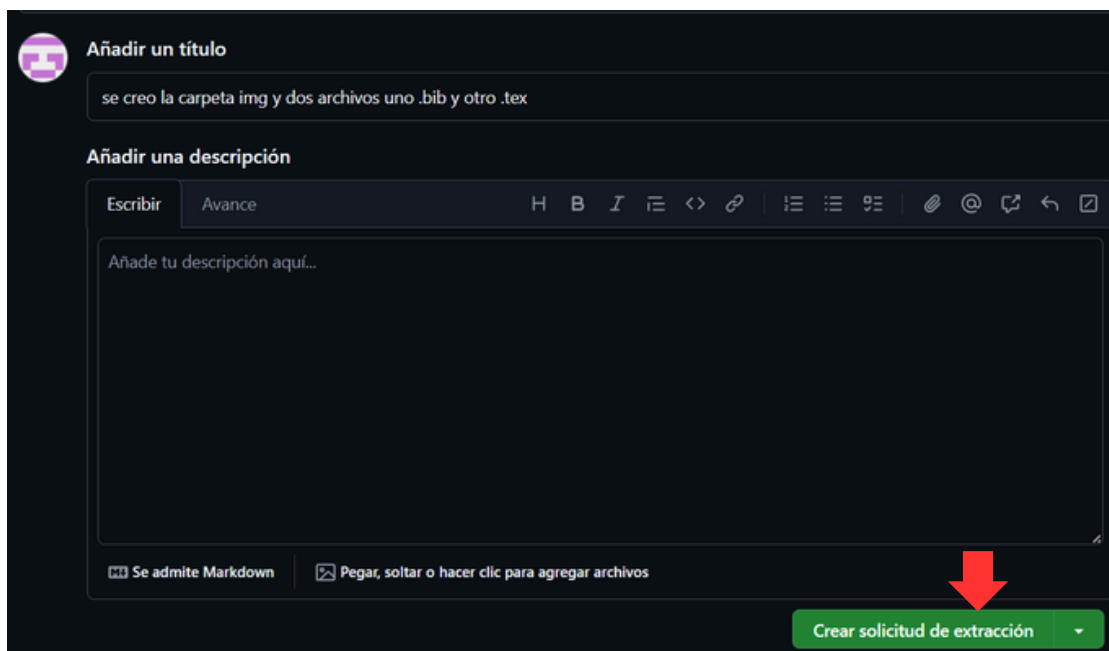 Añadir un título
se creo la carpeta img y dos archivos uno .bib y otro .tex
Añadir una descripción
Escribir Avance
Añade tu descripción aquí...
Se admite Markdown Pegar, soltar o hacer clic para agregar archivos
Crear solicitud de extracción